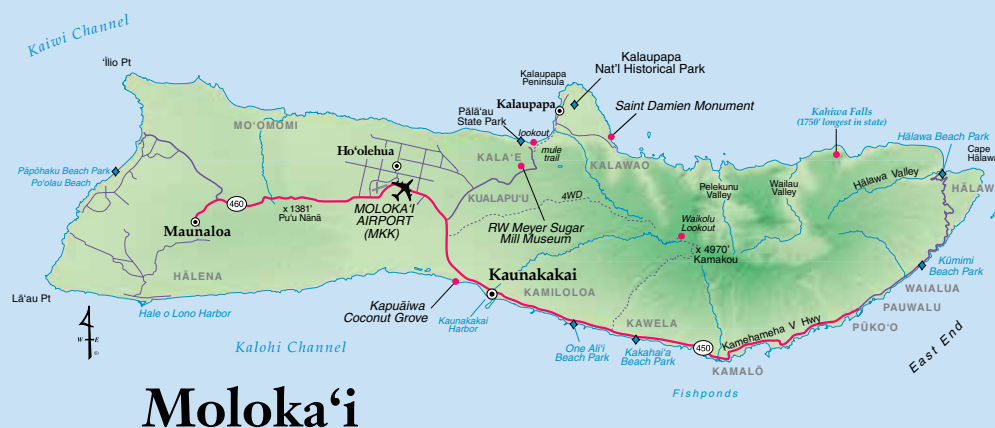 Kaiwi Channel
ʻĪlio Pt
Kalaupapa
Natʼl Historical Park
Kalaupapa
Peninsula
Kalaupapa
Pālāʻau
State Park
lookout
mule
trail
Saint Damien Monument
Kahiwa Falls
(1750' longest in state)
Hālawa Beach Park
Cape
Hālawa
MOʻOMOMI
Hoʻolehua
KALAʻE
KALAWAO
Pāpōhaku Beach Park
Poʻolau Beach
Pelekunu
Valley
Wailau
Valley
Hālawa Valley
HĀLAW
460
x 1381'
Puʻu Nānā
MOLOKAʻI
AIRPORT
(MKK)
KUALAPUʻU
4WD
RW Meyer Sugar
Mill Museum
Waikolu
Lookout
x 4970'
Kamakou
Maunaloa
HĀLENA
Kaunakakai
KAMILOLOA
Kūmimi
Beach Park
WAIALUA
PAUWALU
PŪKOʻO
East End
Lāʻau Pt
Hale o Lono Harbor
Kapuāiwa
Coconut Grove
Kaunakakai
Harbor
One Aliʻi
Beach Park
KAWELA
Kakahaiʻa
Beach Park
450
Kamehameha V Hwy
KAMALŌ
W
E
Kalohi Channel
Fishponds
Molokaʻi